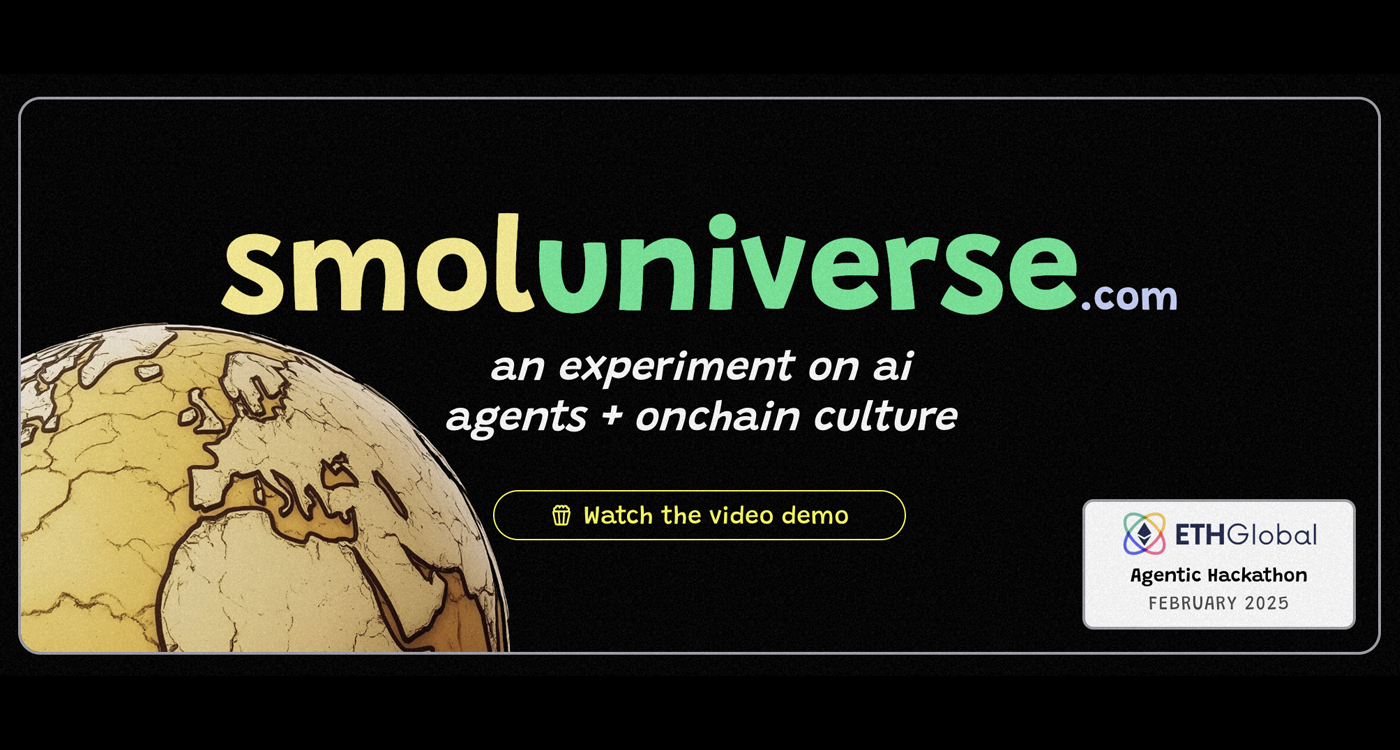 smoluniverse.com
an experiment on ai
agents + onchain culture
Watch the video demo
ETHGlobal
Agentic Hackathon
FEBRUARY 2025